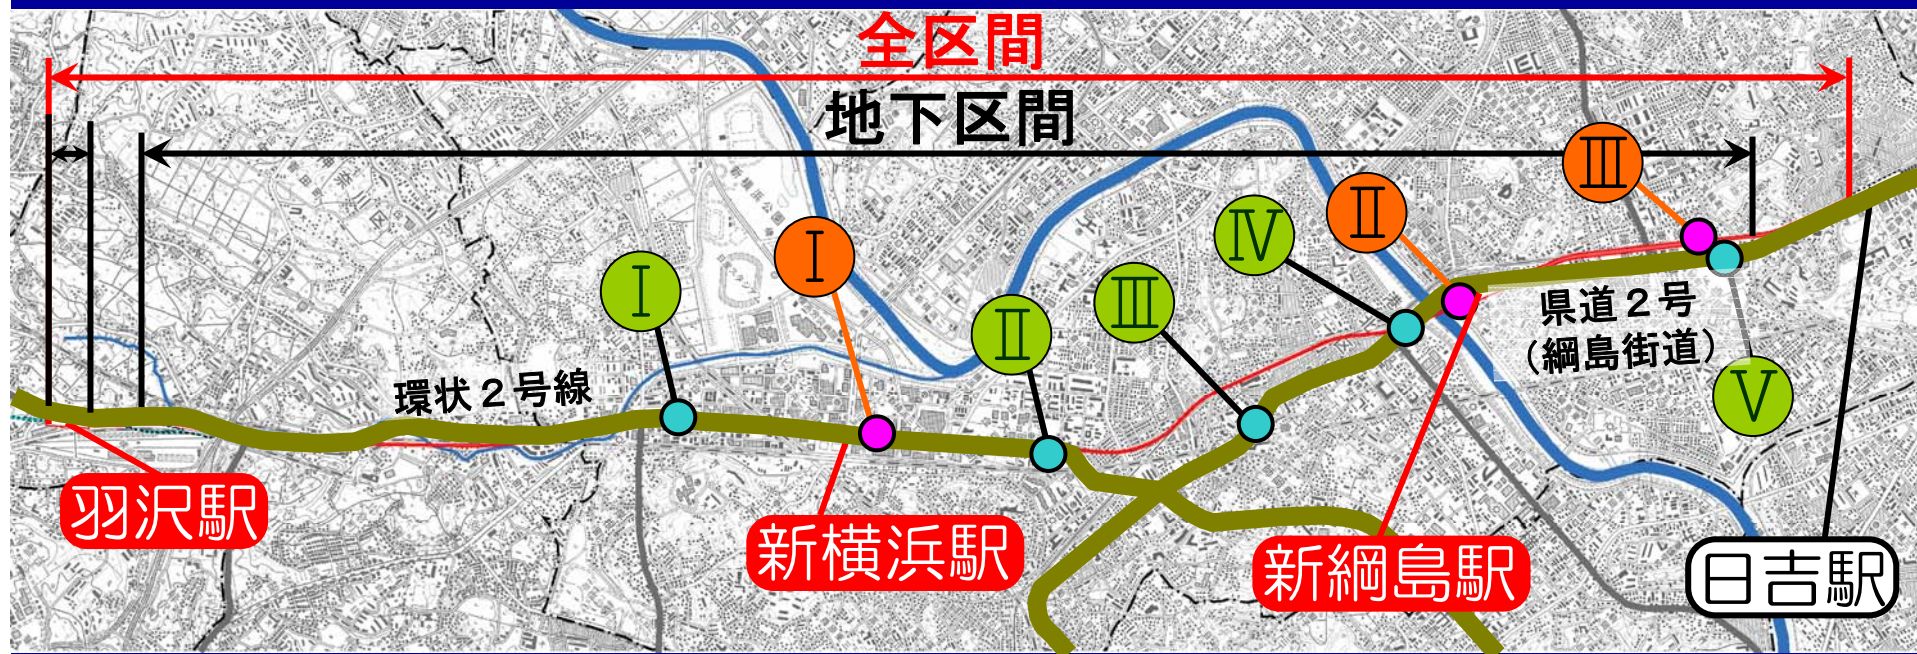 全区間
地下区間
Ⅲ
Ⅱ
Ⅳ
Ⅰ
Ⅰ
Ⅲ
Ⅱ
県道２号
(綱島街道)
環状２号線
Ⅴ
羽沢駅
新横浜駅
新綱島駅
日吉駅